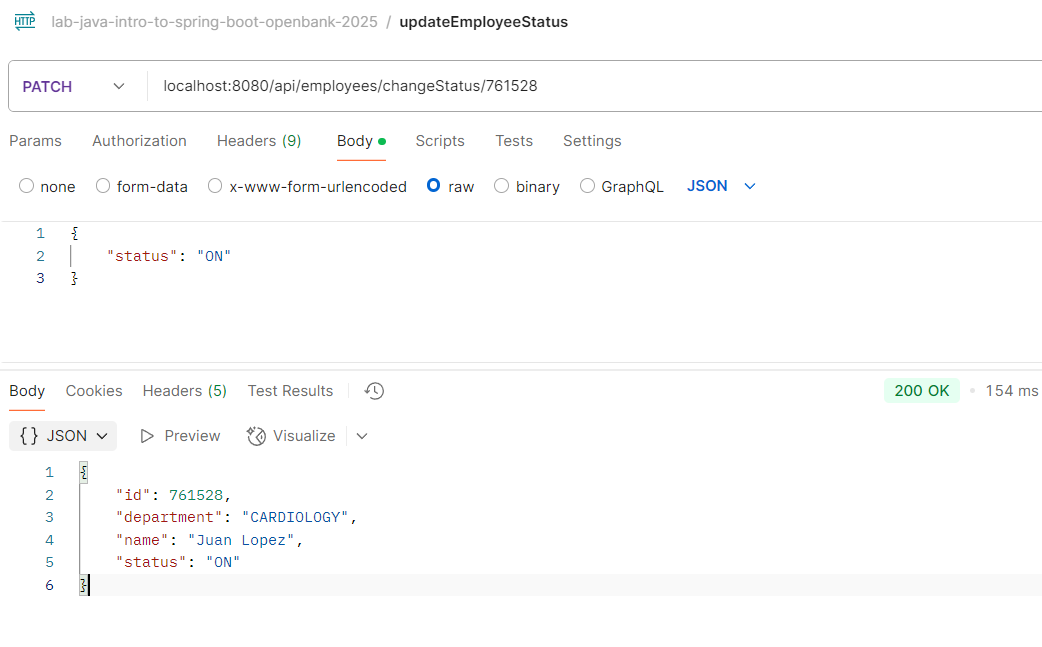 HTTP lab-java-intro-to-spring-boot-openbank-2025 / updateEmployeeStatus
PATCH localhost:8080/api/employees/changeStatus/761528
Params Authorization Headers (9) Body Scripts Tests Settings
none form-data x-www-form-urlencoded raw binary GraphQL JSON
1 {
2 "status": "ON"
3 }
Body Cookies Headers (5) Test Results 200 OK • 154 ms
{} JSON Preview Visualize
1 {
2 "id": 761528,
3 "department": "CARDIOLOGY",
4 "name": "Juan Lopez",
5 "status": "ON"
6 }